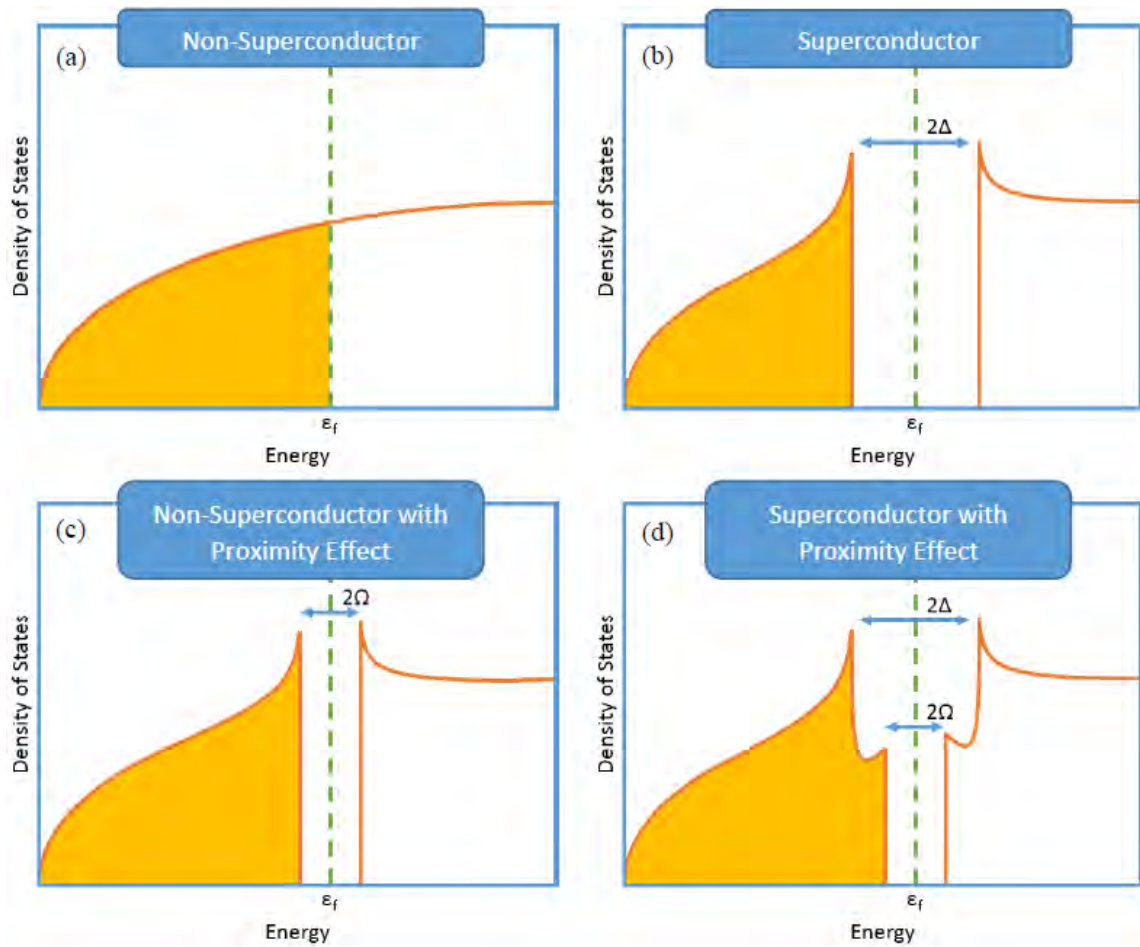 (a)
Non-Superconductor
Density of States
εf
Energy
(b)
Superconductor
2Δ
Density of States
εf
Energy
(c)
Non-Superconductor with
Proximity Effect
2Ω
Density of States
εf
Energy
(d)
Superconductor with
Proximity Effect
2Δ
2Ω
Density of States
εf
Energy